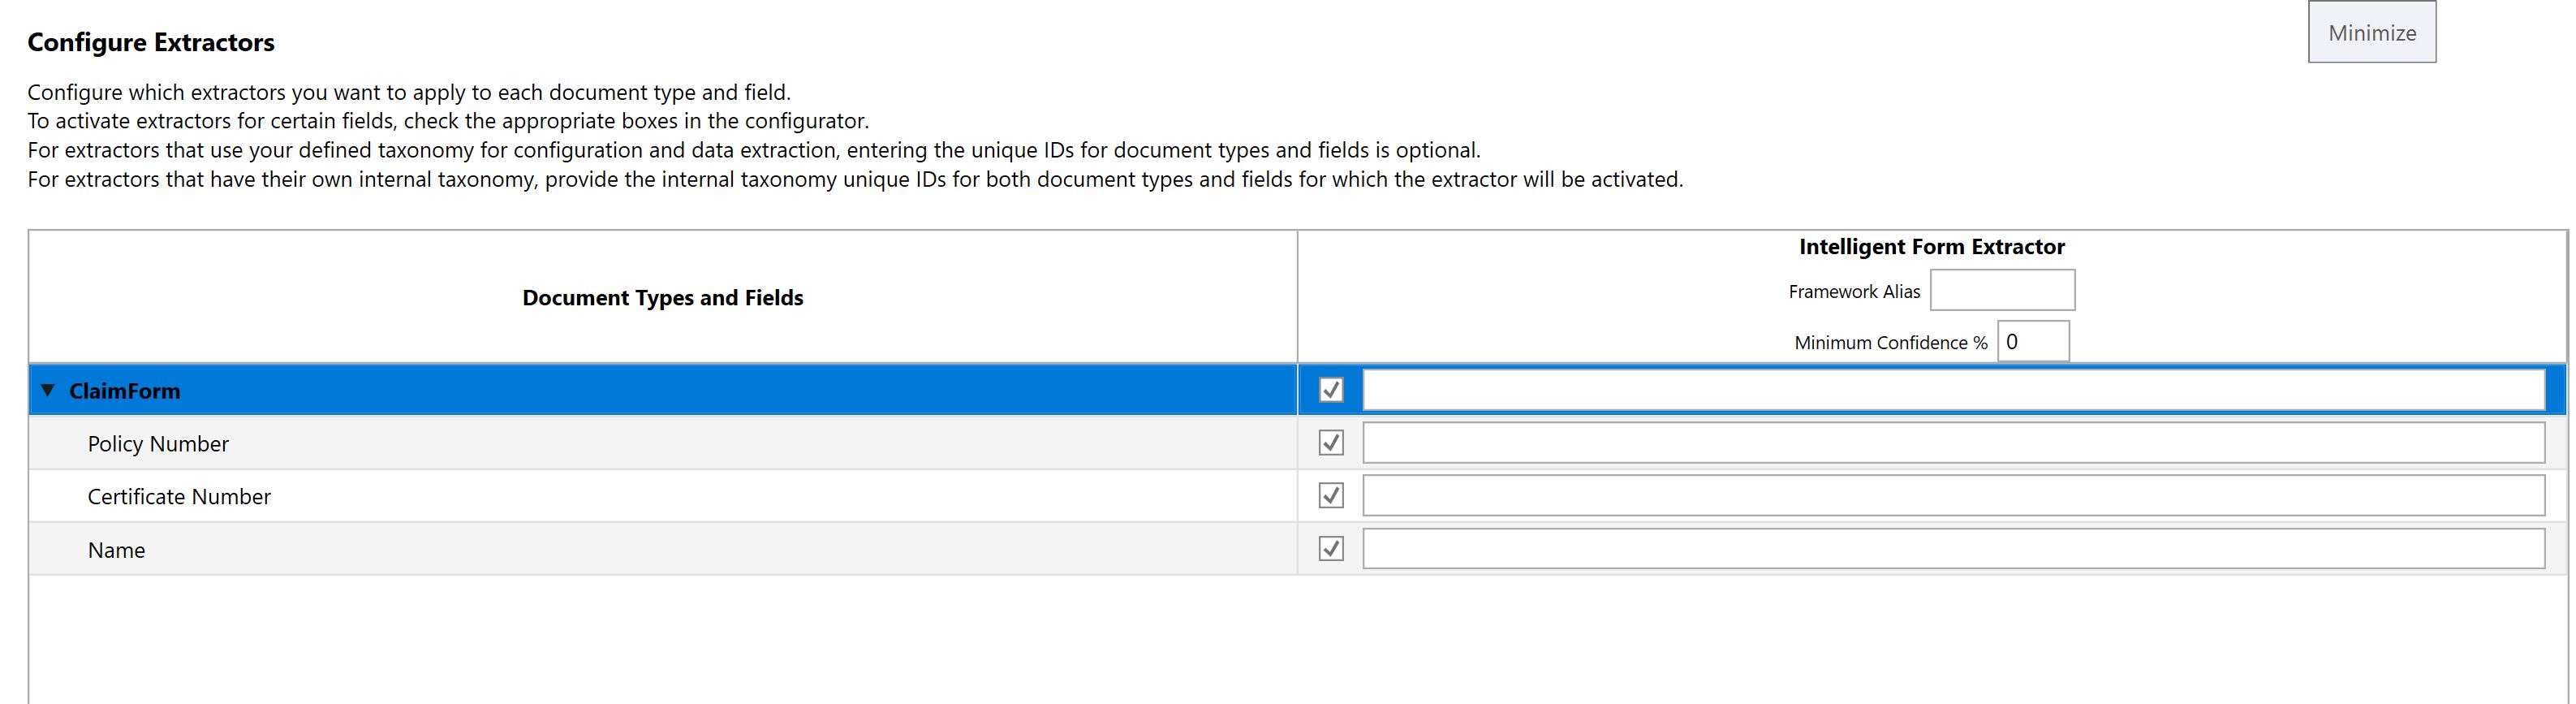 Minimize
Configure Extractors
Configure which extractors you want to apply to each document type and field.
To activate extractors for certain fields, check the appropriate boxes in the configurator.
For extractors that use your defined taxonomy for configuration and data extraction, entering the unique IDs for document types and fields is optional.
For extractors that have their own internal taxonomy, provide the internal taxonomy unique IDs for both document types and fields for which the extractor will be activated.
Document Types and Fields
Intelligent Form Extractor
Framework Alias
Minimum Confidence % 0
ClaimForm
Policy Number
Certificate Number
Name